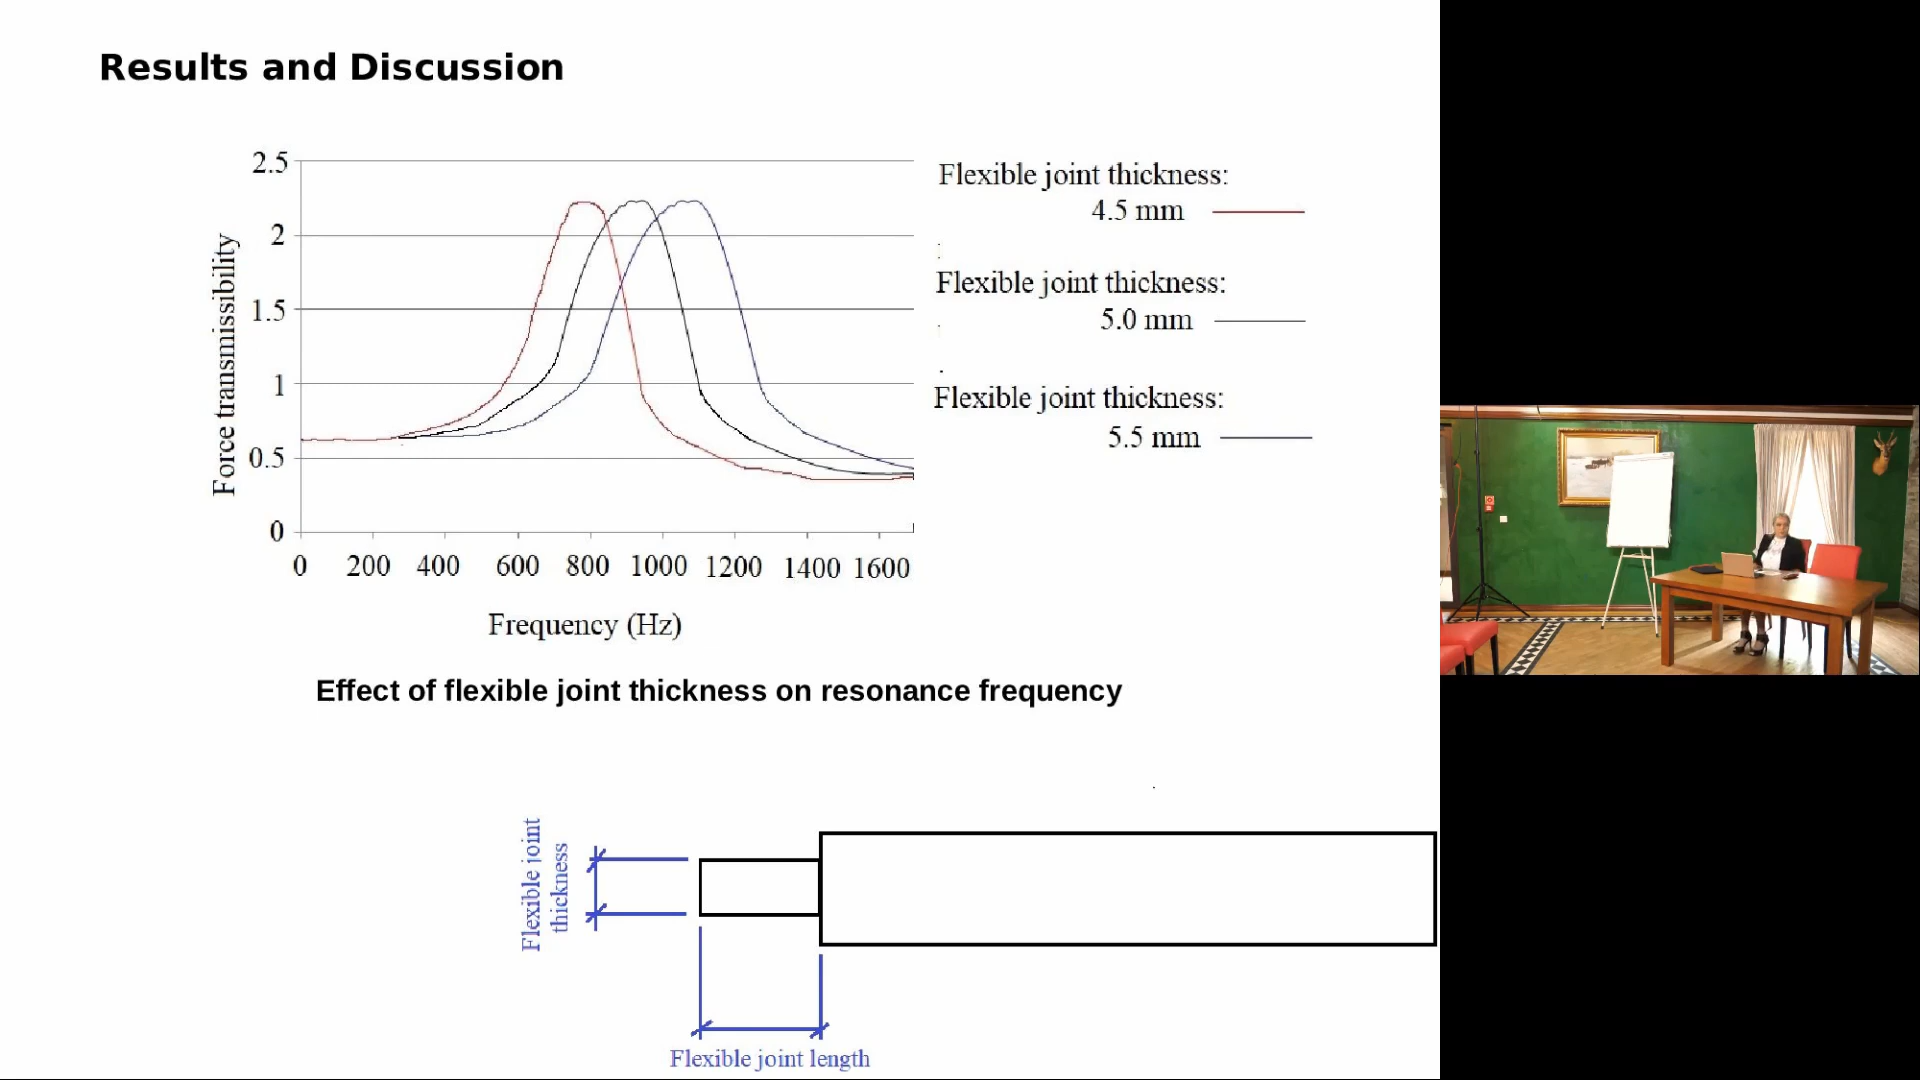 Results and Discussion
2.5
2
1.5
1
0.5
0
Force transmissibility
0 200 400 600 800 1000 1200 1400 1600
Frequency (Hz)
Flexible joint thickness:
4.5 mm
Flexible joint thickness:
5.0 mm
Flexible joint thickness:
5.5 mm
Effect of flexible joint thickness on resonance frequency
Flexible joint
thickness
Flexible joint length